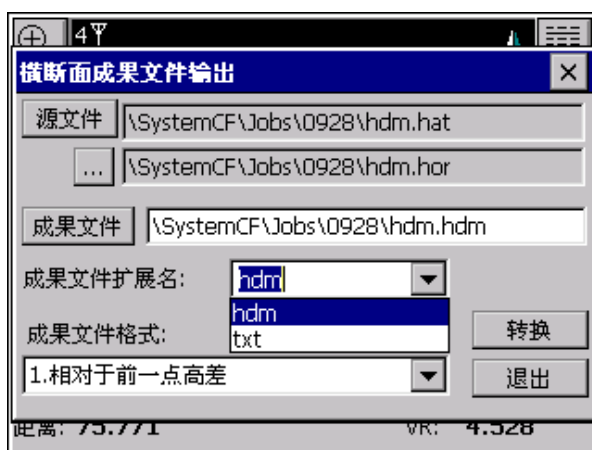 4
横断面成果文件输出
源文件 \SystemCF\Jobs\0928\hdm.hat
... \SystemCF\Jobs\0928\hdm.hor
成果文件 \SystemCF\Jobs\0928\hdm.hdm
成果文件扩展名: hdm
hdm
成果文件格式: txt
转换
1.相对于前一点高差
退出
距离: 75.771 VR: 4.528